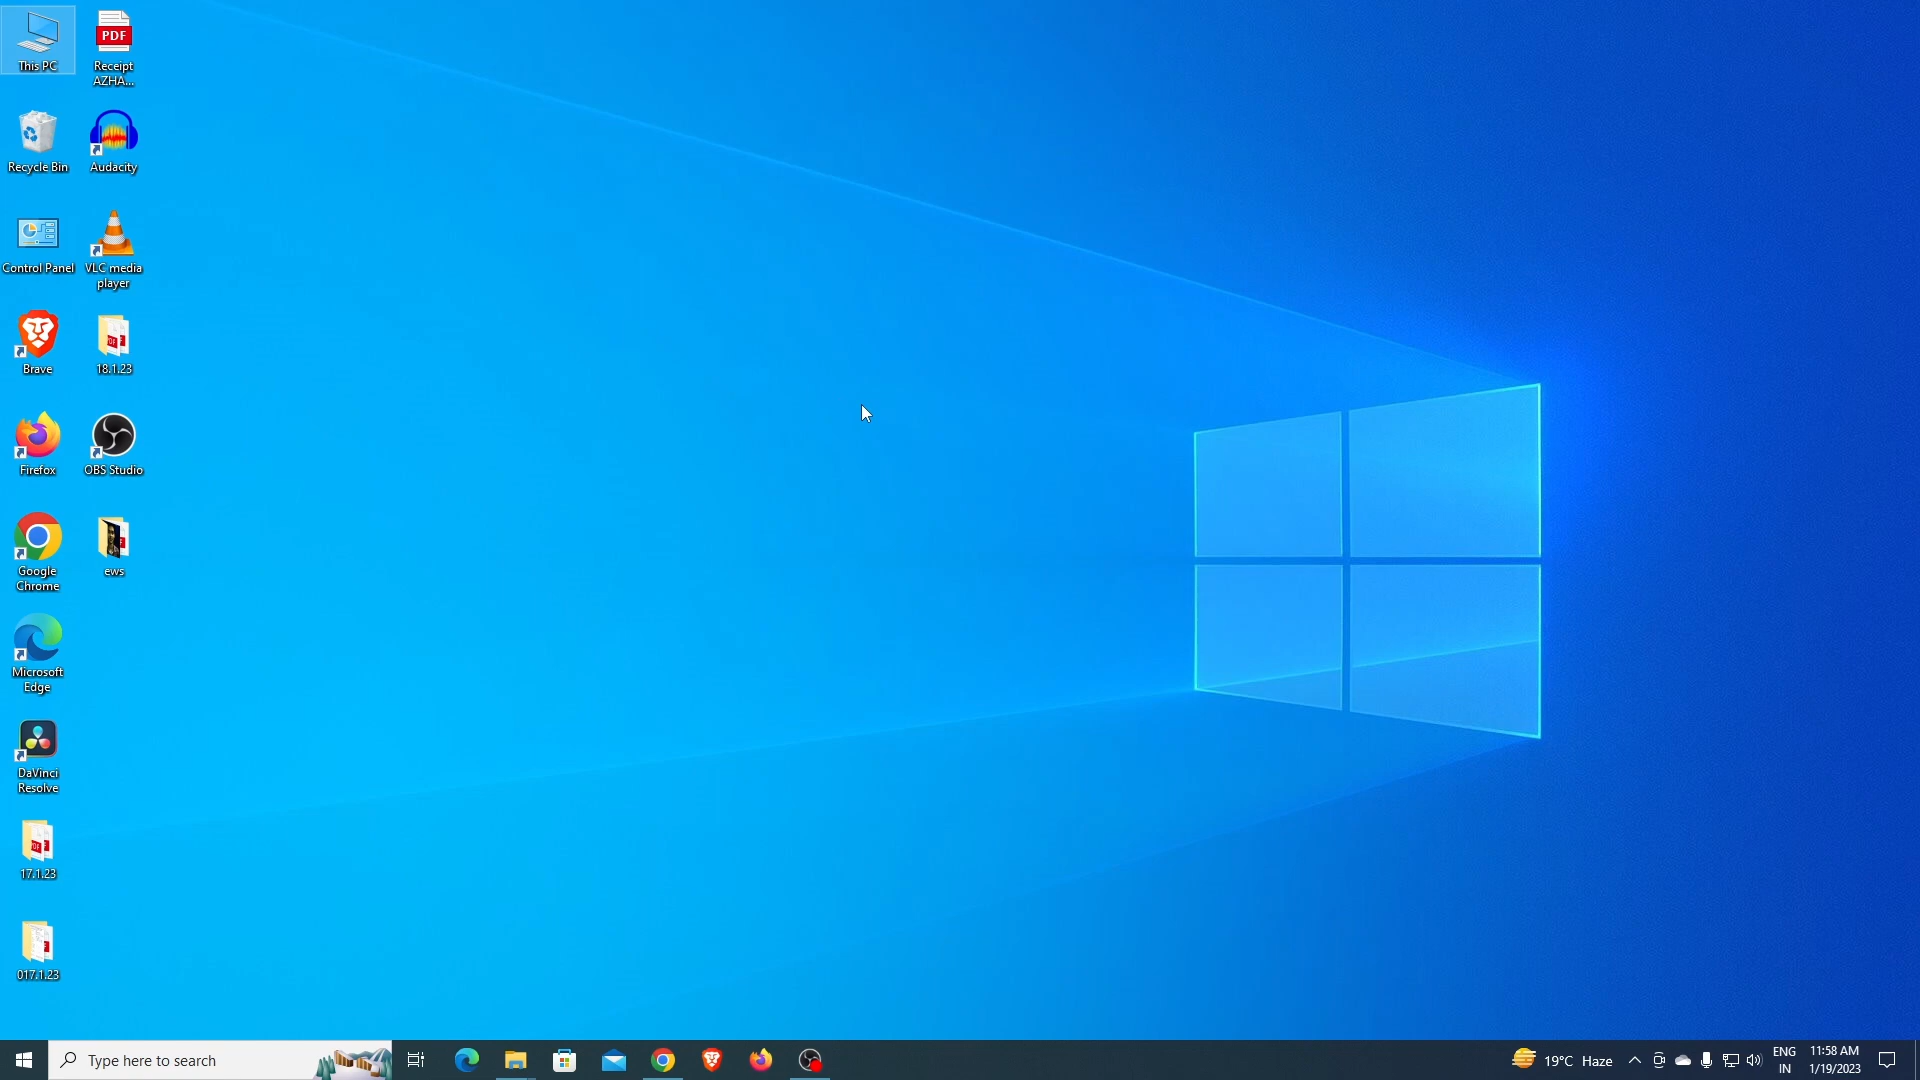 This PC
PDF
Receipt
AZHA...
Recycle Bin
Audacity
Control Panel
VLC media
player
Brave
18.1.23
Firefox
OBS Studio
Google
Chrome
ews
Microsoft
Edge
DaVinci
Resolve
17.1.23
017.1.23
Type here to search
19°C Haze
ENG
IN
11:58 AM
1/19/2023